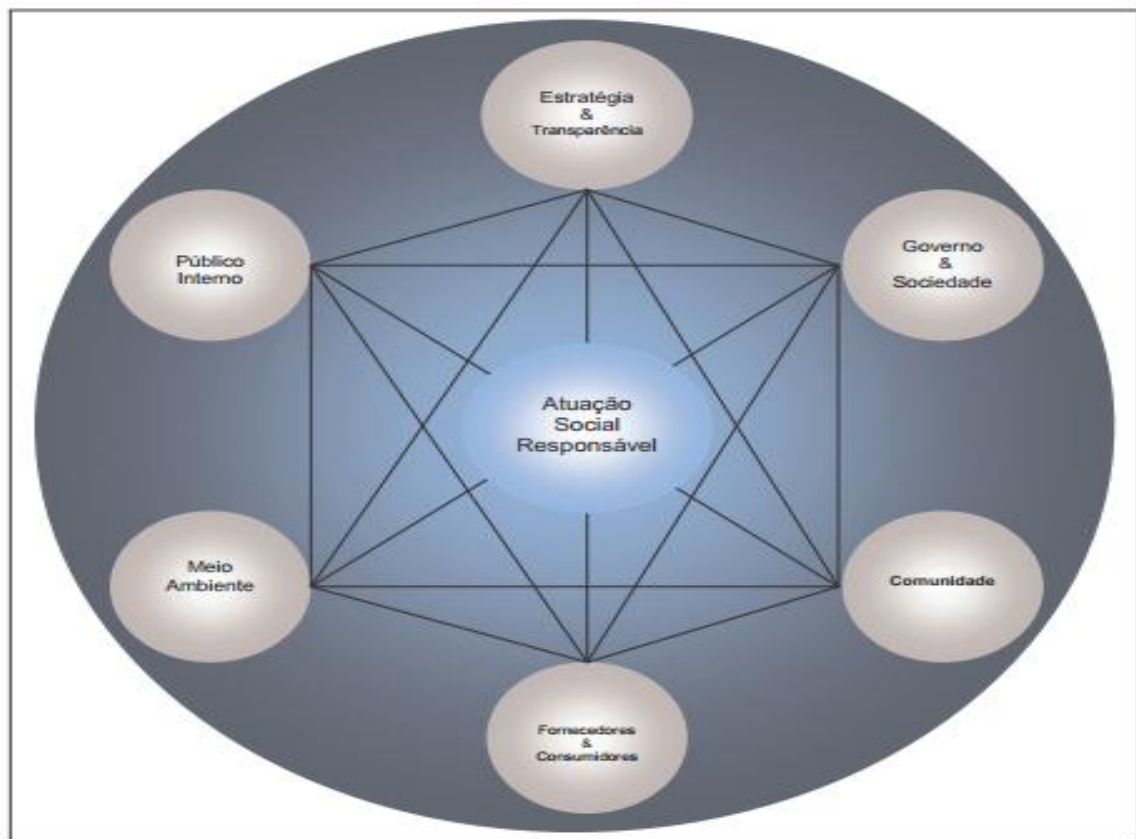 Estratégia
&
Transparência
Público
Interno
Governo
&
Sociedade
Atuação
Social
Responsável
Meio
Ambiente
Comunidade
Fornecedores
&
Consumidores